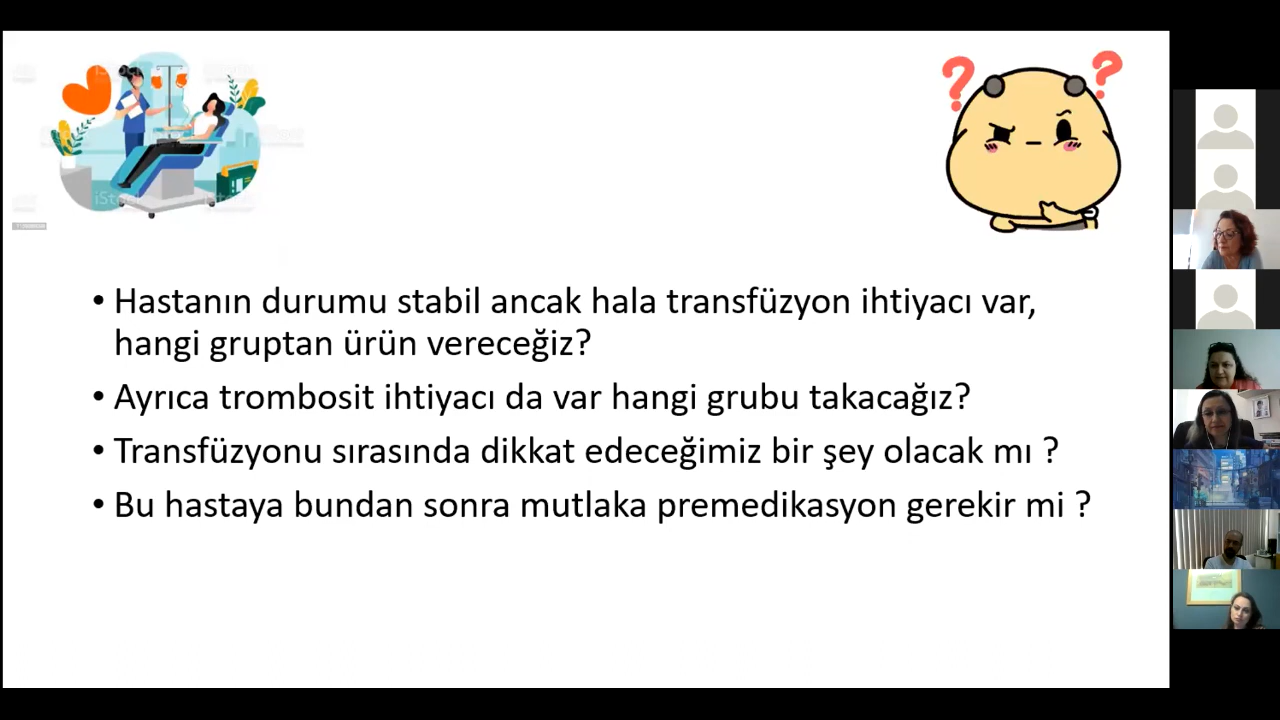 iStock
• Hastanın durumu stabil ancak hala transfüzyon ihtiyacı var,
hangi gruptan ürün vereceğiz?
• Ayrıca trombosit ihtiyacı da var hangi grubu takacağız?
• Transfüzyonu sırasında dikkat edeceğimiz bir şey olacak mı ?
• Bu hastaya bundan sonra mutlaka premedikasyon gerekir mi ?